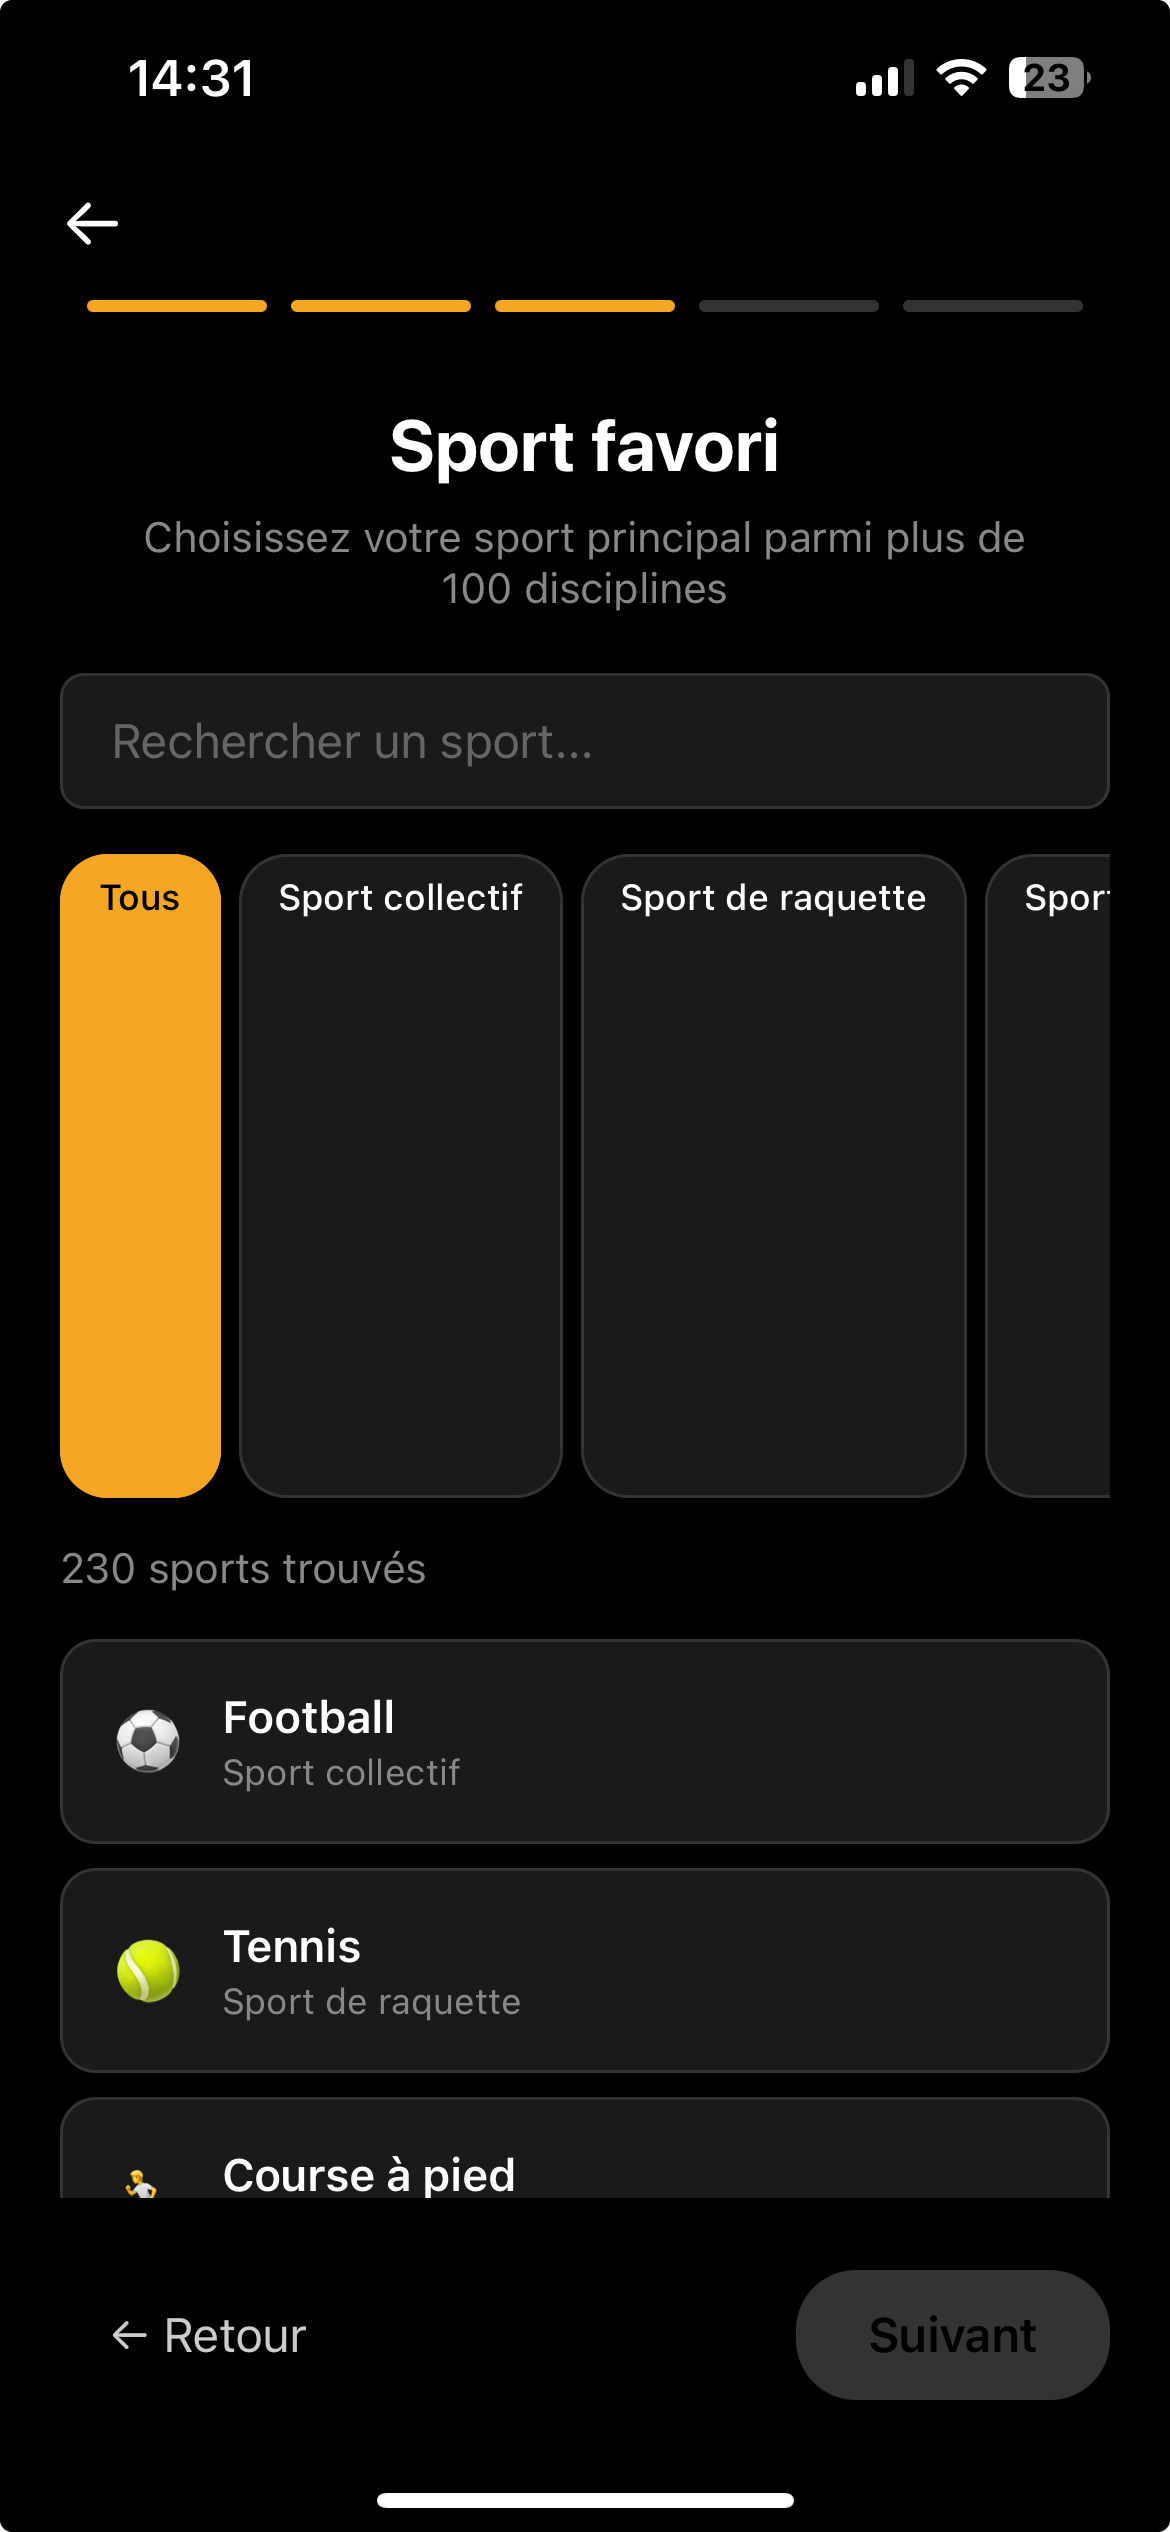 14:31
23
Sport favori
Choisissez votre sport principal parmi plus de
100 disciplines
Rechercher un sport...
Tous
Sport collectif
Sport de raquette
Sport
230 sports trouvés
Football
Sport collectif
Tennis
Sport de raquette
Course à pied
← Retour
Suivant